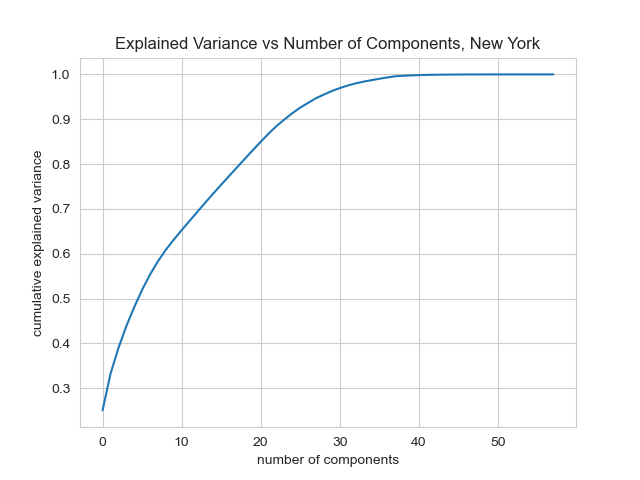 Explained Variance vs Number of Components, New York
1.0
0.9
0.8
0.7
0.6
0.5
0.4
0.3
cumulative explained variance
0 10 20 30 40 50
number of components